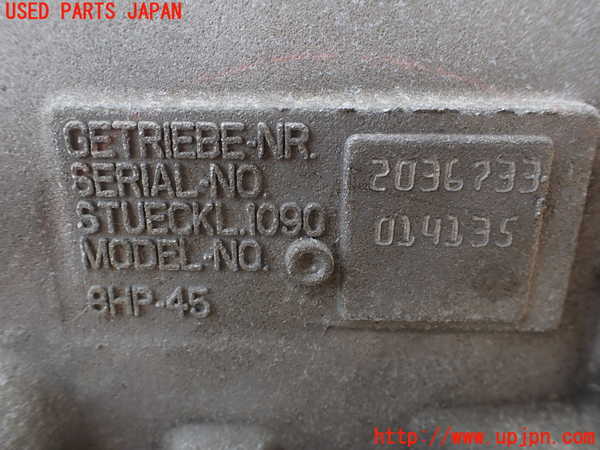 USED PARTS JAPAN
GETRIEBE-NR.
SERIAL-NO.
STUECKL.1090
MODEL-NO.
8HP-45
2036733
014135
http://www.upjpn.com/